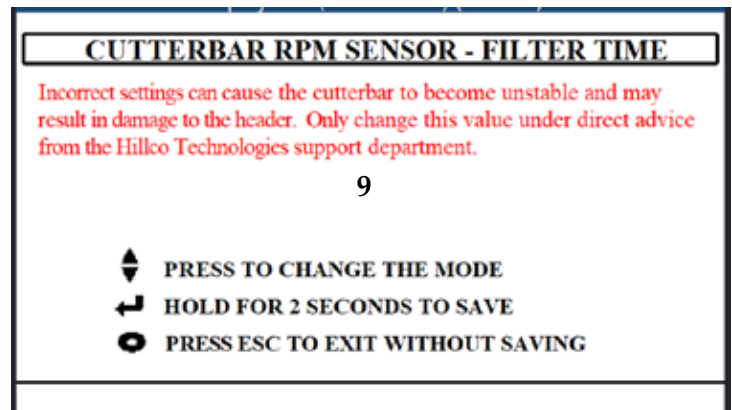 CUTTERBAR RPM SENSOR - FILTER TIME
Incorrect settings can cause the cutterbar to become unstable and may
result in damage to the header. Only change this value under direct advice
from the Hillco Technologies support department.
9
PRESS TO CHANGE THE MODE
HOLD FOR 2 SECONDS TO SAVE
PRESS ESC TO EXIT WITHOUT SAVING